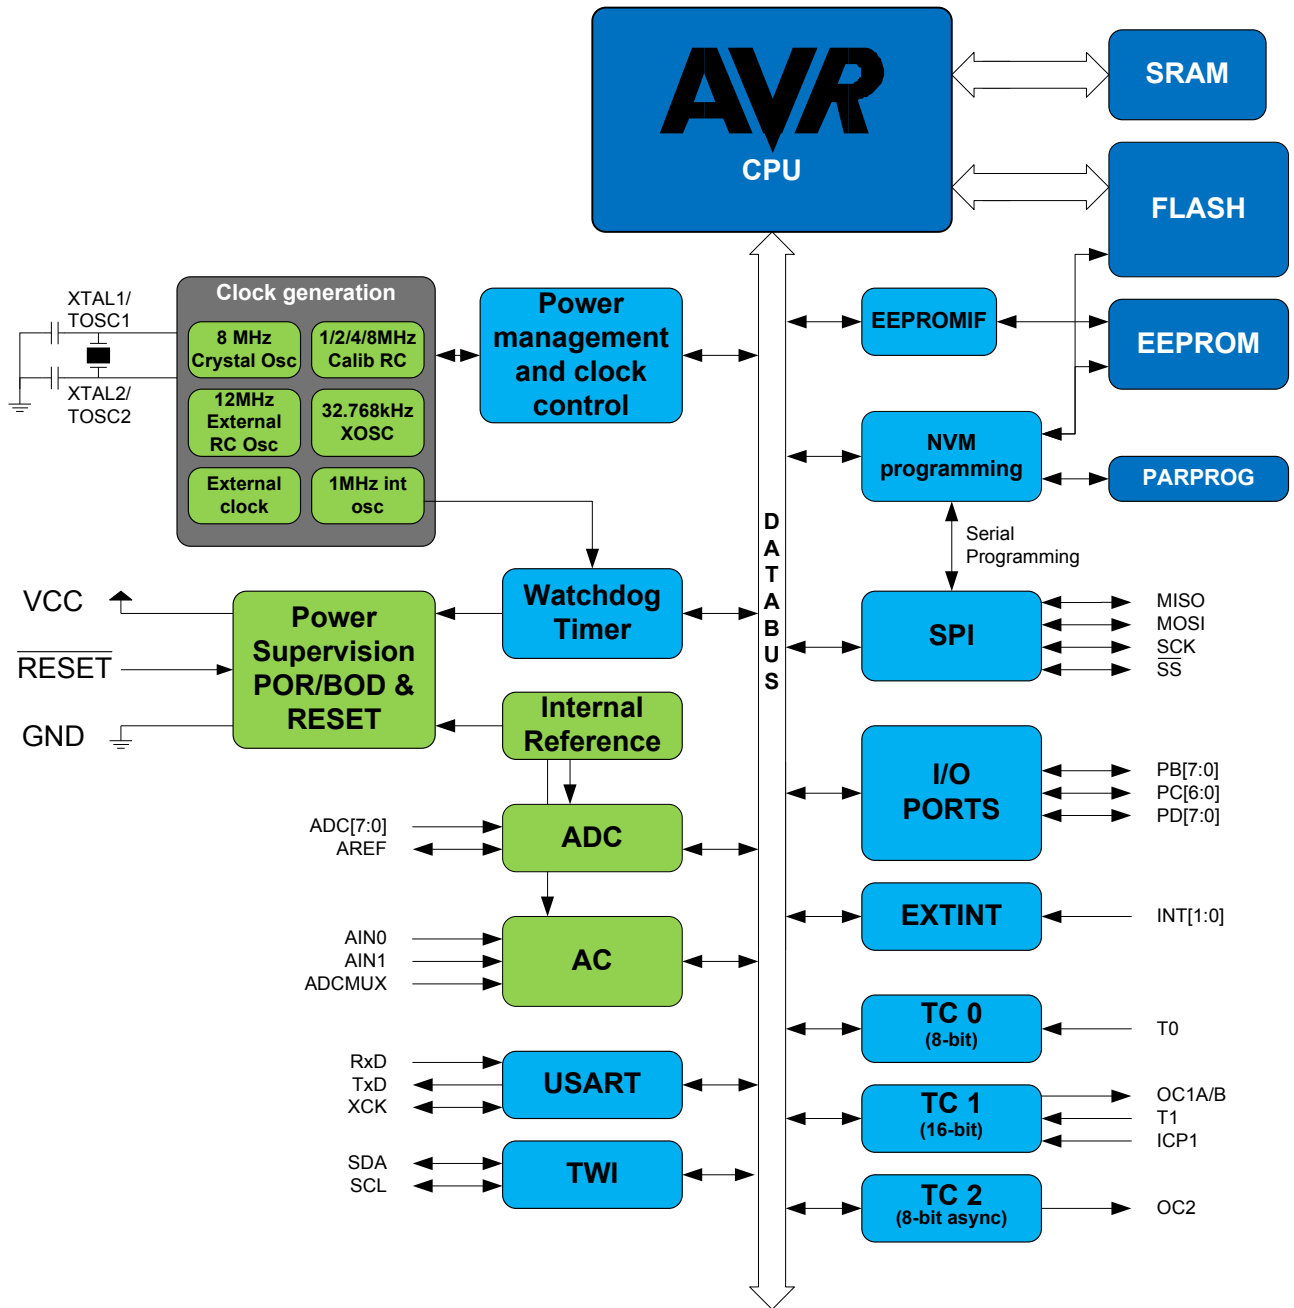 AVR
CPU
SRAM
FLASH
EEPROM
PARPROG
XTAL1/
TOSC1
XTAL2/
TOSC2
Clock generation
8 MHz
Crystal Osc
1/2/4/8MHz
Calib RC
12MHz
External
RC Osc
32.768kHz
XOSC
External
clock
1MHz int
osc
Power
management
and clock
control
EEPROMIF
NVM
programming
Serial
Programming
DATABUS
VCC
RESET
GND
Power
Supervision
POR/BOD &
RESET
Watchdog
Timer
Internal
Reference
SPI
MISO
MOSI
SCK
SS
I/O
PORTS
PB[7:0]
PC[6:0]
PD[7:0]
ADC[7:0]
AREF
ADC
EXTINT
INT[1:0]
AIN0
AIN1
ADCMUX
AC
TC 0
(8-bit)
T0
RxD
TxD
XCK
USART
TC 1
(16-bit)
OC1A/B
T1
ICP1
SDA
SCL
TWI
TC 2
(8-bit async)
OC2